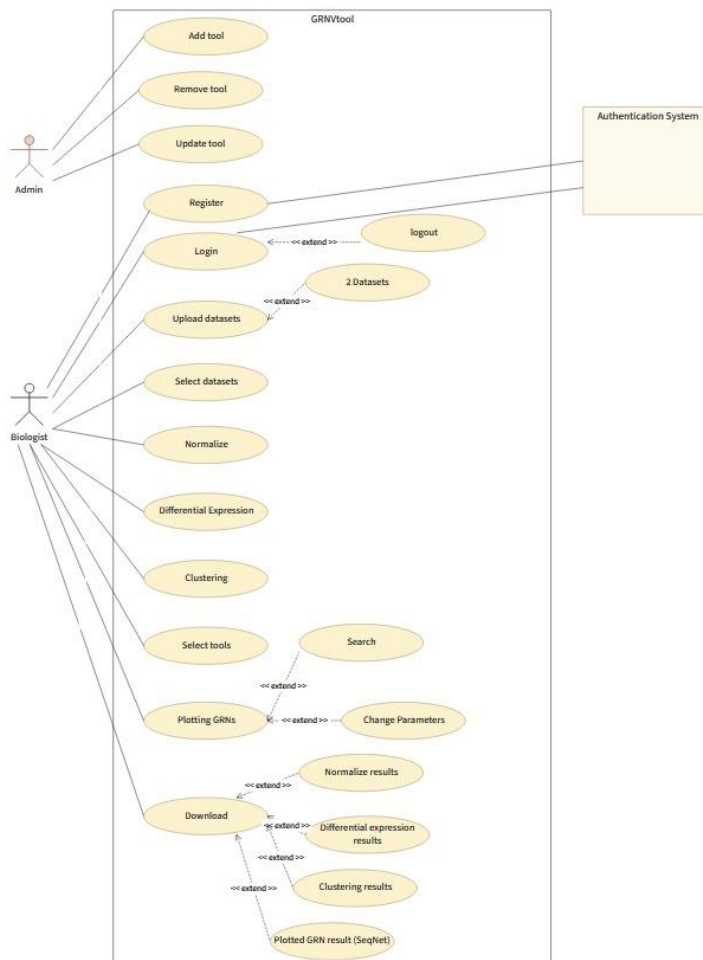 GRNVtool
Add tool
Remove tool
Authentication System
Update tool
Admin
Register
logout
<< extend >>
Login
2 Datasets
<< extend >>
Upload datasets
Select datasets
Biologist
Normalize
Differential Expression
Clustering
Search
Select tools
<< extend >>
Plotting GRNs
<< extend >>
Change Parameters
Normalize results
<< extend >>
Download
<< extend >>
Differential expression
results
<< extend >>
Clustering results
<< extend >>
Plotted GRN result (SeqNet)